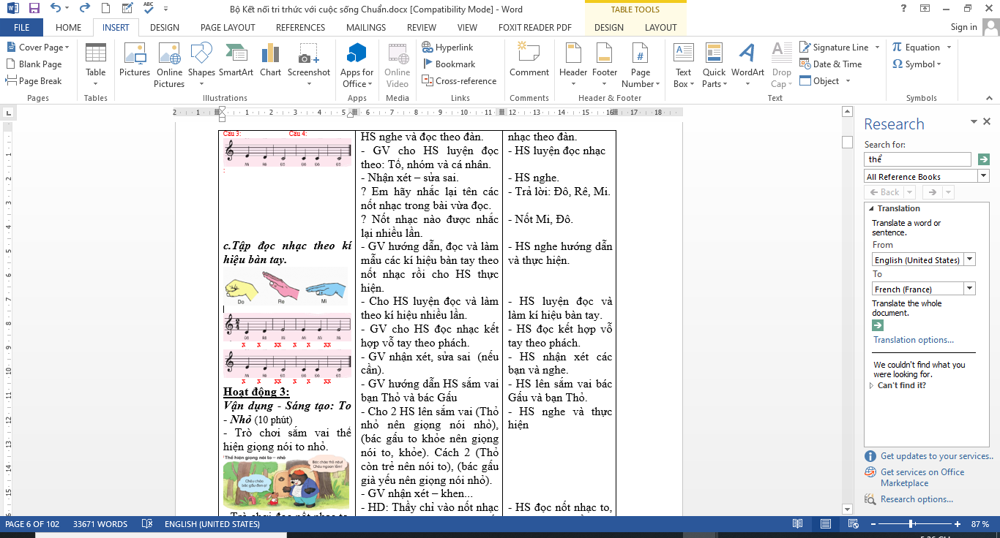 Bộ Kết nối tri trhức với cuộc sống Chuẩn.docx [Compatibility Mode] - Word
TABLE TOOLS
Sign in
FILE HOME INSERT DESIGN PAGE LAYOUT REFERENCES MAILINGS REVIEW VIEW FOXIT READER PDF DESIGN LAYOUT
Cover Page
Blank Page
Page Break
Pages
Table
Tables
Pictures
Online Pictures
Shapes
SmartArt
Chart
Screenshot
Illustrations
Apps for Office
Apps
Online Video
Media
Hyperlink
Bookmark
Cross-reference
Links
Comment
Comments
Header
Footer
Page Number
Header & Footer
Text Box
Quick Parts
WordArt
Drop Cap
Signature Line
Date & Time
Object
Text
Equation
Symbol
Symbols
2 1 1 2 3 4 5 6 7 8 9 10 11 12 13 14 15 16 17 18
Câu 3: Câu 4:
c.Tập đọc nhạc theo kí
hiệu bàn tay.
Do Re Mi
x x xx x x xx
x x xx x x xx
Hoạt động 3:
Vận dụng - Sáng tạo: To
- Nhỏ (10 phút)
- Trò chơi sắm vai thể
hiện giọng nói to nhỏ.
Thể hiện giọng nói to – nhỏ
Bác chào thỏ nâu!
Cháu ngoan lắm!
Cháu chào
bác gấu đen ạ!
- Trò chơi đọc nốt nhạc to
HS nghe và đọc theo đàn.
- GV cho HS luyện đọc
theo: Tổ, nhóm và cá nhân.
- Nhận xét – sửa sai.
? Em hãy nhắc lại tên các
nốt nhạc trong bài vừa đọc.
? Nốt nhạc nào được nhắc
lại nhiều lần.
- GV hướng dẫn, đọc và làm
mẫu các kí hiệu bàn tay theo
nốt nhạc rồi cho HS thực
hiện.
- Cho HS luyện đọc và làm
theo kí hiệu nhiều lần.
- GV cho HS đọc nhạc kết
hợp vỗ tay theo phách.
- GV nhận xét, sửa sai (nếu
cần).
- GV hướng dẫn HS sắm vai
bạn Thỏ và bác Gấu
- Cho 2 HS lên sắm vai (Thỏ
nhỏ nên giọng nói nhỏ),
(bác gấu to khỏe nên giọng
nói to, khỏe). Cách 2 (Thỏ
còn trẻ nên nói to), (bác gấu
già yếu nên giọng nói nhỏ).
- GV nhận xét – khen...
- HD: Thầy chỉ vào nốt nhạc
nhạc theo đàn.
- HS luyện đọc nhạc
- HS nghe.
- Trả lời: Đô, Rê, Mi.
- Nốt Mi, Đô.
- HS nghe hướng dẫn
và thực hiện.
- HS luyện đọc và
làm kí hiệu bàn tay.
- HS đọc kết hợp vỗ
tay theo phách.
- HS nhận xét các
bạn và nghe.
- HS lên sắm vai bác
Gấu và bạn Thỏ.
- HS nghe và thực
hiện
- HS đọc nốt nhạc to,
Research
Search for:
thể
All Reference Books
Back
Translation
Translate a word or
sentence.
From
English (United States)
To
French (France)
Translate the whole
document.
Translation options...
We couldn't find what you
were looking for.
Can't find it?
Get updates to your services..
Get services on Office
Marketplace
Research options...
PAGE 6 OF 102 33671 WORDS ENGLISH (UNITED STATES) 87 %